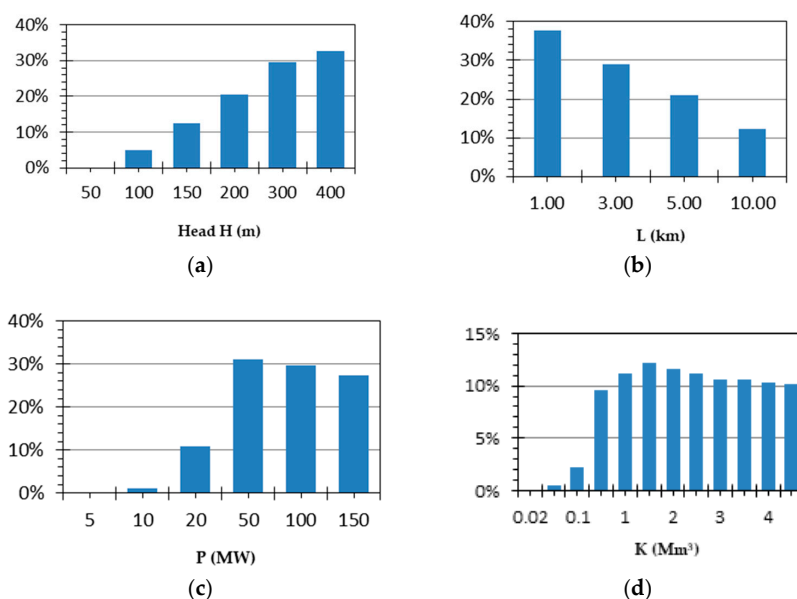 40%
30%
20%
10%
0%
50 100 150 200 300 400
Head H (m)
(a)
40%
30%
20%
10%
0%
1.00 3.00 5.00 10.00
L (km)
(b)
40%
30%
20%
10%
0%
5 10 20 50 100 150
P (MW)
(c)
15%
10%
5%
0%
0.02 0.1 1 2 3 4
K (Mm³)
(d)